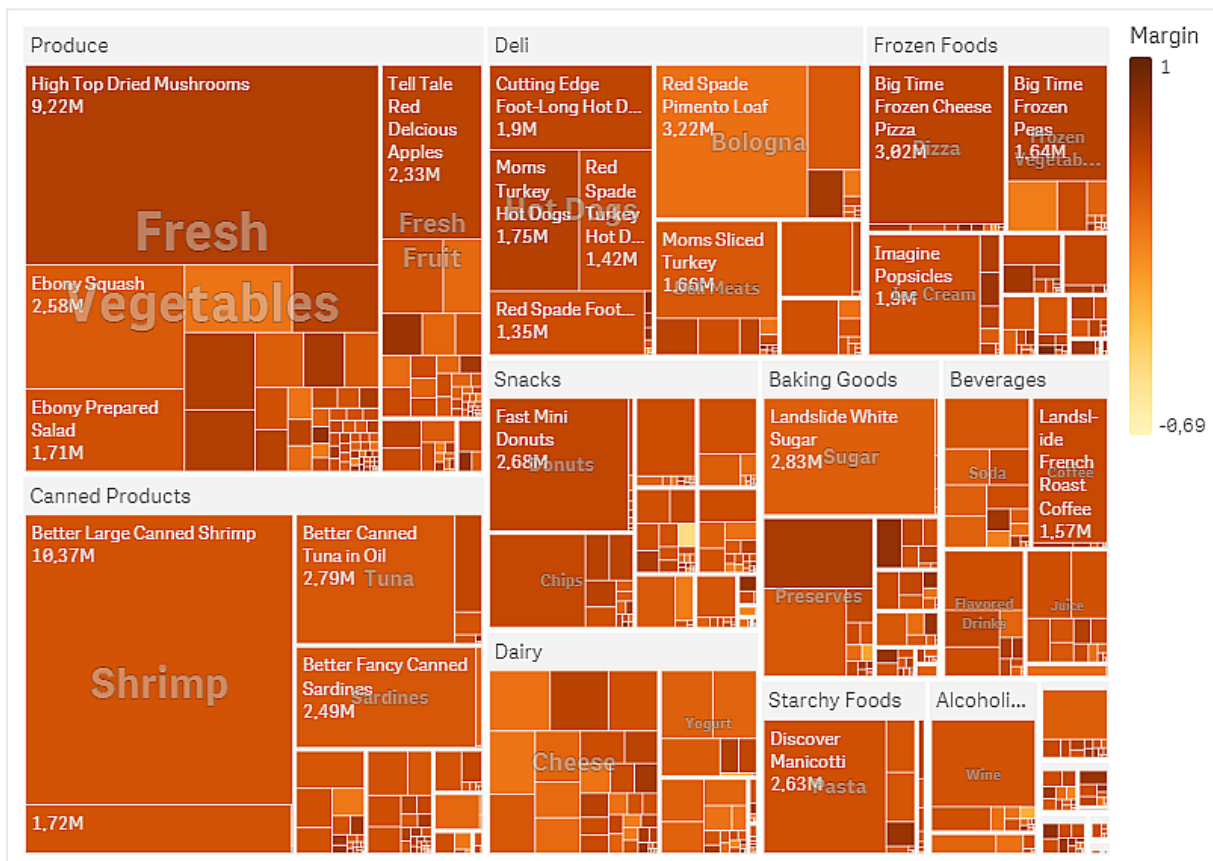 Produce
High Top Dried Mushrooms
9,22M
Fresh
Vegetables
Ebony Squash
2,58M
Ebony Prepared
Salad
1,71M
Tell Tale
Red
Delcious
Apples
2,33M
Fresh
Fruit
Canned Products
Better Large Canned Shrimp
10,37M
Shrimp
1,72M
Better Canned
Tuna in Oil
2,79M
Tuna
Better Fancy Canned
Sardines
2,49M
Sardines
Deli
Cutting Edge
Foot-Long Hot D...
1,9M
Moms
Turkey
Hot Dogs
1,75M
Red
Spade
Turkey
Hot D...
1,42M
Hot Dogs
Red Spade Foot...
1,35M
Red Spade
Pimento Loaf
3,22M
Bologna
Moms Sliced
Turkey
1,66M
Deli Meats
Frozen Foods
Big Time
Frozen Cheese
Pizza
3,02M
Pizza
Big Time
Frozen
Peas
1,64M
Frozen
Vegetab...
Imagine
Popsicles
1,9M
Ice Cream
Snacks
Fast Mini
Donuts
2,68M
Donuts
Chips
Dairy
Cheese
Yogurt
Baking Goods
Landslide White
Sugar
2,83M
Sugar
Preserves
Beverages
Soda
Landsl-
ide
French
Roast
Coffee
1,57M
Coffee
Flavored
Drinks
Juice
Starchy Foods
Discover
Manicotti
2,63M
Pasta
Alcoholi...
Wine
Margin
1
-0,69